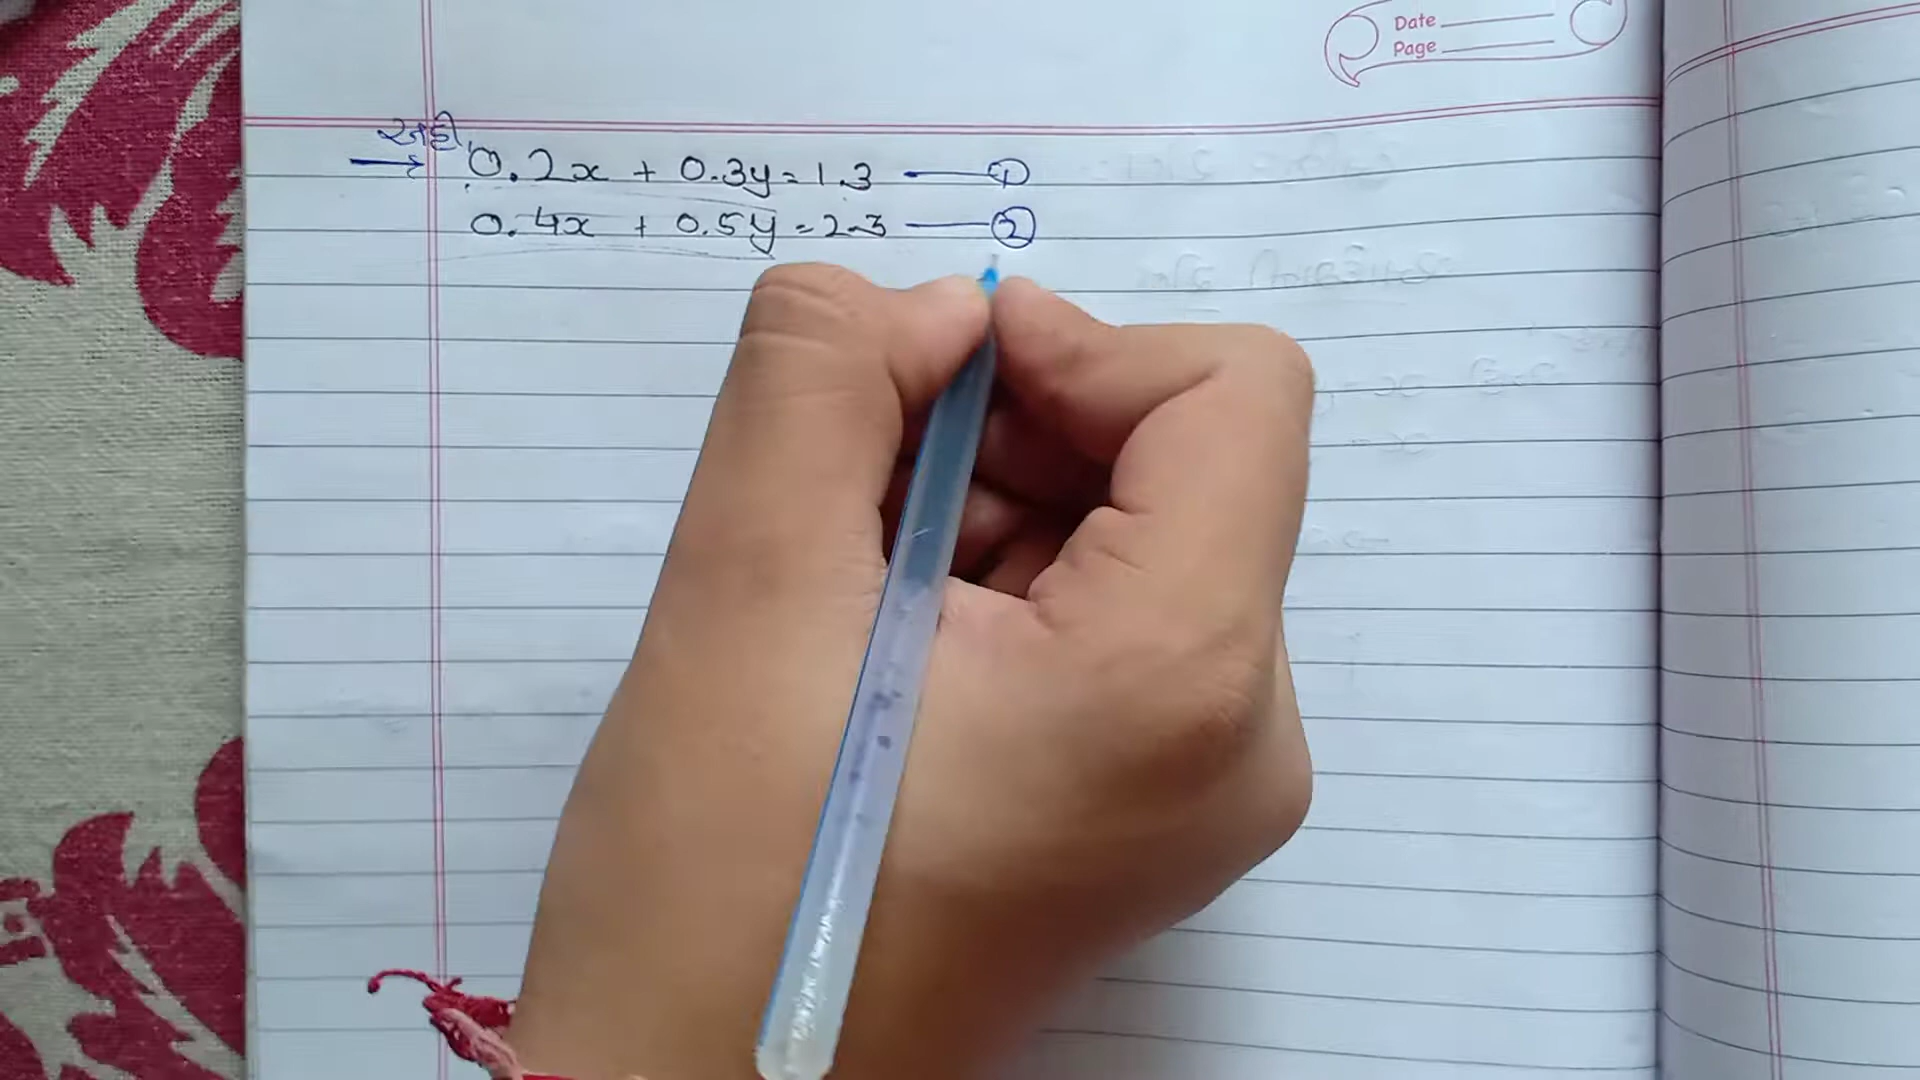 Date
Page
અહીં,
→ 0.2x + 0.3y = 1.3 — ①
0.4x + 0.5y = 2.3 — ②